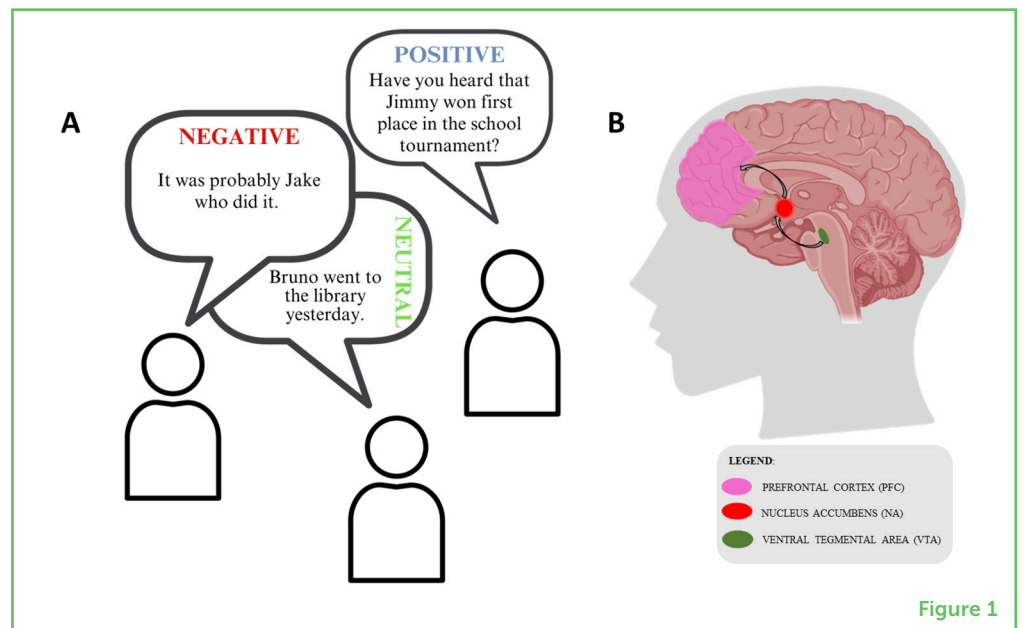 A
NEGATIVE
It was probably Jake
who did it.
NEUTRAL
Bruno went to
the library
yesterday.
POSITIVE
Have you heard that
Jimmy won first
place in the school
tournament?
B
LEGEND:
PREFRONTAL CORTEX (PFC)
NUCLEUS ACCUMBENS (NA)
VENTRAL TEGMENTAL AREA (VTA)
Figure 1